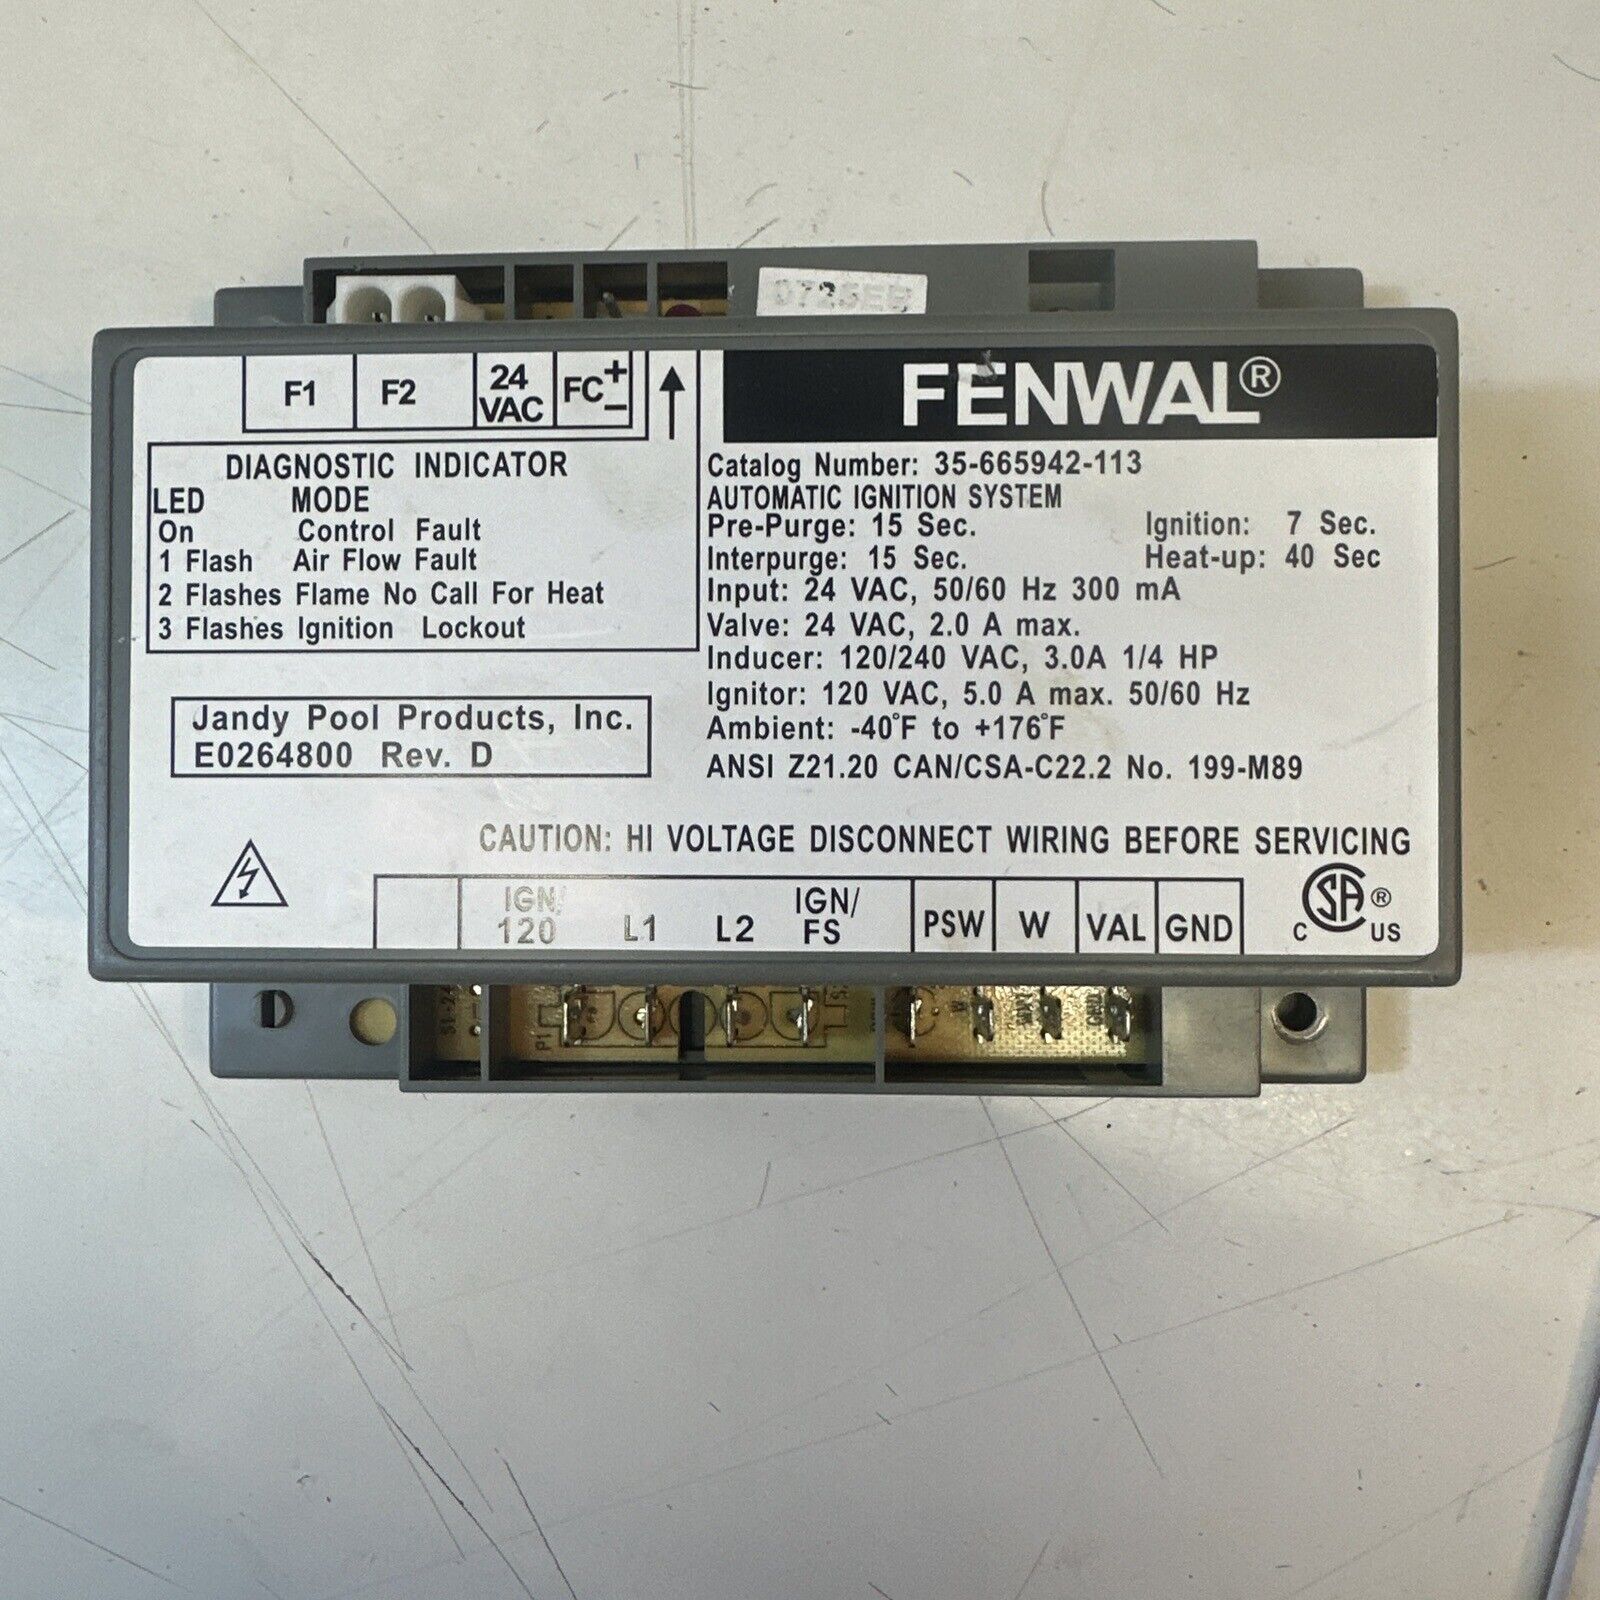 F1 F2 24 VAC FC + -
FENWAL®
DIAGNOSTIC INDICATOR
LED MODE
On Control Fault
1 Flash Air Flow Fault
2 Flashes Flame No Call For Heat
3 Flashes Ignition Lockout
Catalog Number: 35-665942-113
AUTOMATIC IGNITION SYSTEM
Pre-Purge: 15 Sec. Ignition: 7 Sec.
Interpurge: 15 Sec. Heat-up: 40 Sec
Input: 24 VAC, 50/60 Hz 300 mA
Valve: 24 VAC, 2.0 A max.
Inducer: 120/240 VAC, 3.0A 1/4 HP
Ignitor: 120 VAC, 5.0 A max. 50/60 Hz
Ambient: -40°F to +176°F
ANSI Z21.20 CAN/CSA-C22.2 No. 199-M89
Jandy Pool Products, Inc.
E0264800 Rev. D
CAUTION: HI VOLTAGE DISCONNECT WIRING BEFORE SERVICING
IGN/ 120 L1 L2 IGN/ FS PSW W VAL GND
C SA ® US
P1
GND